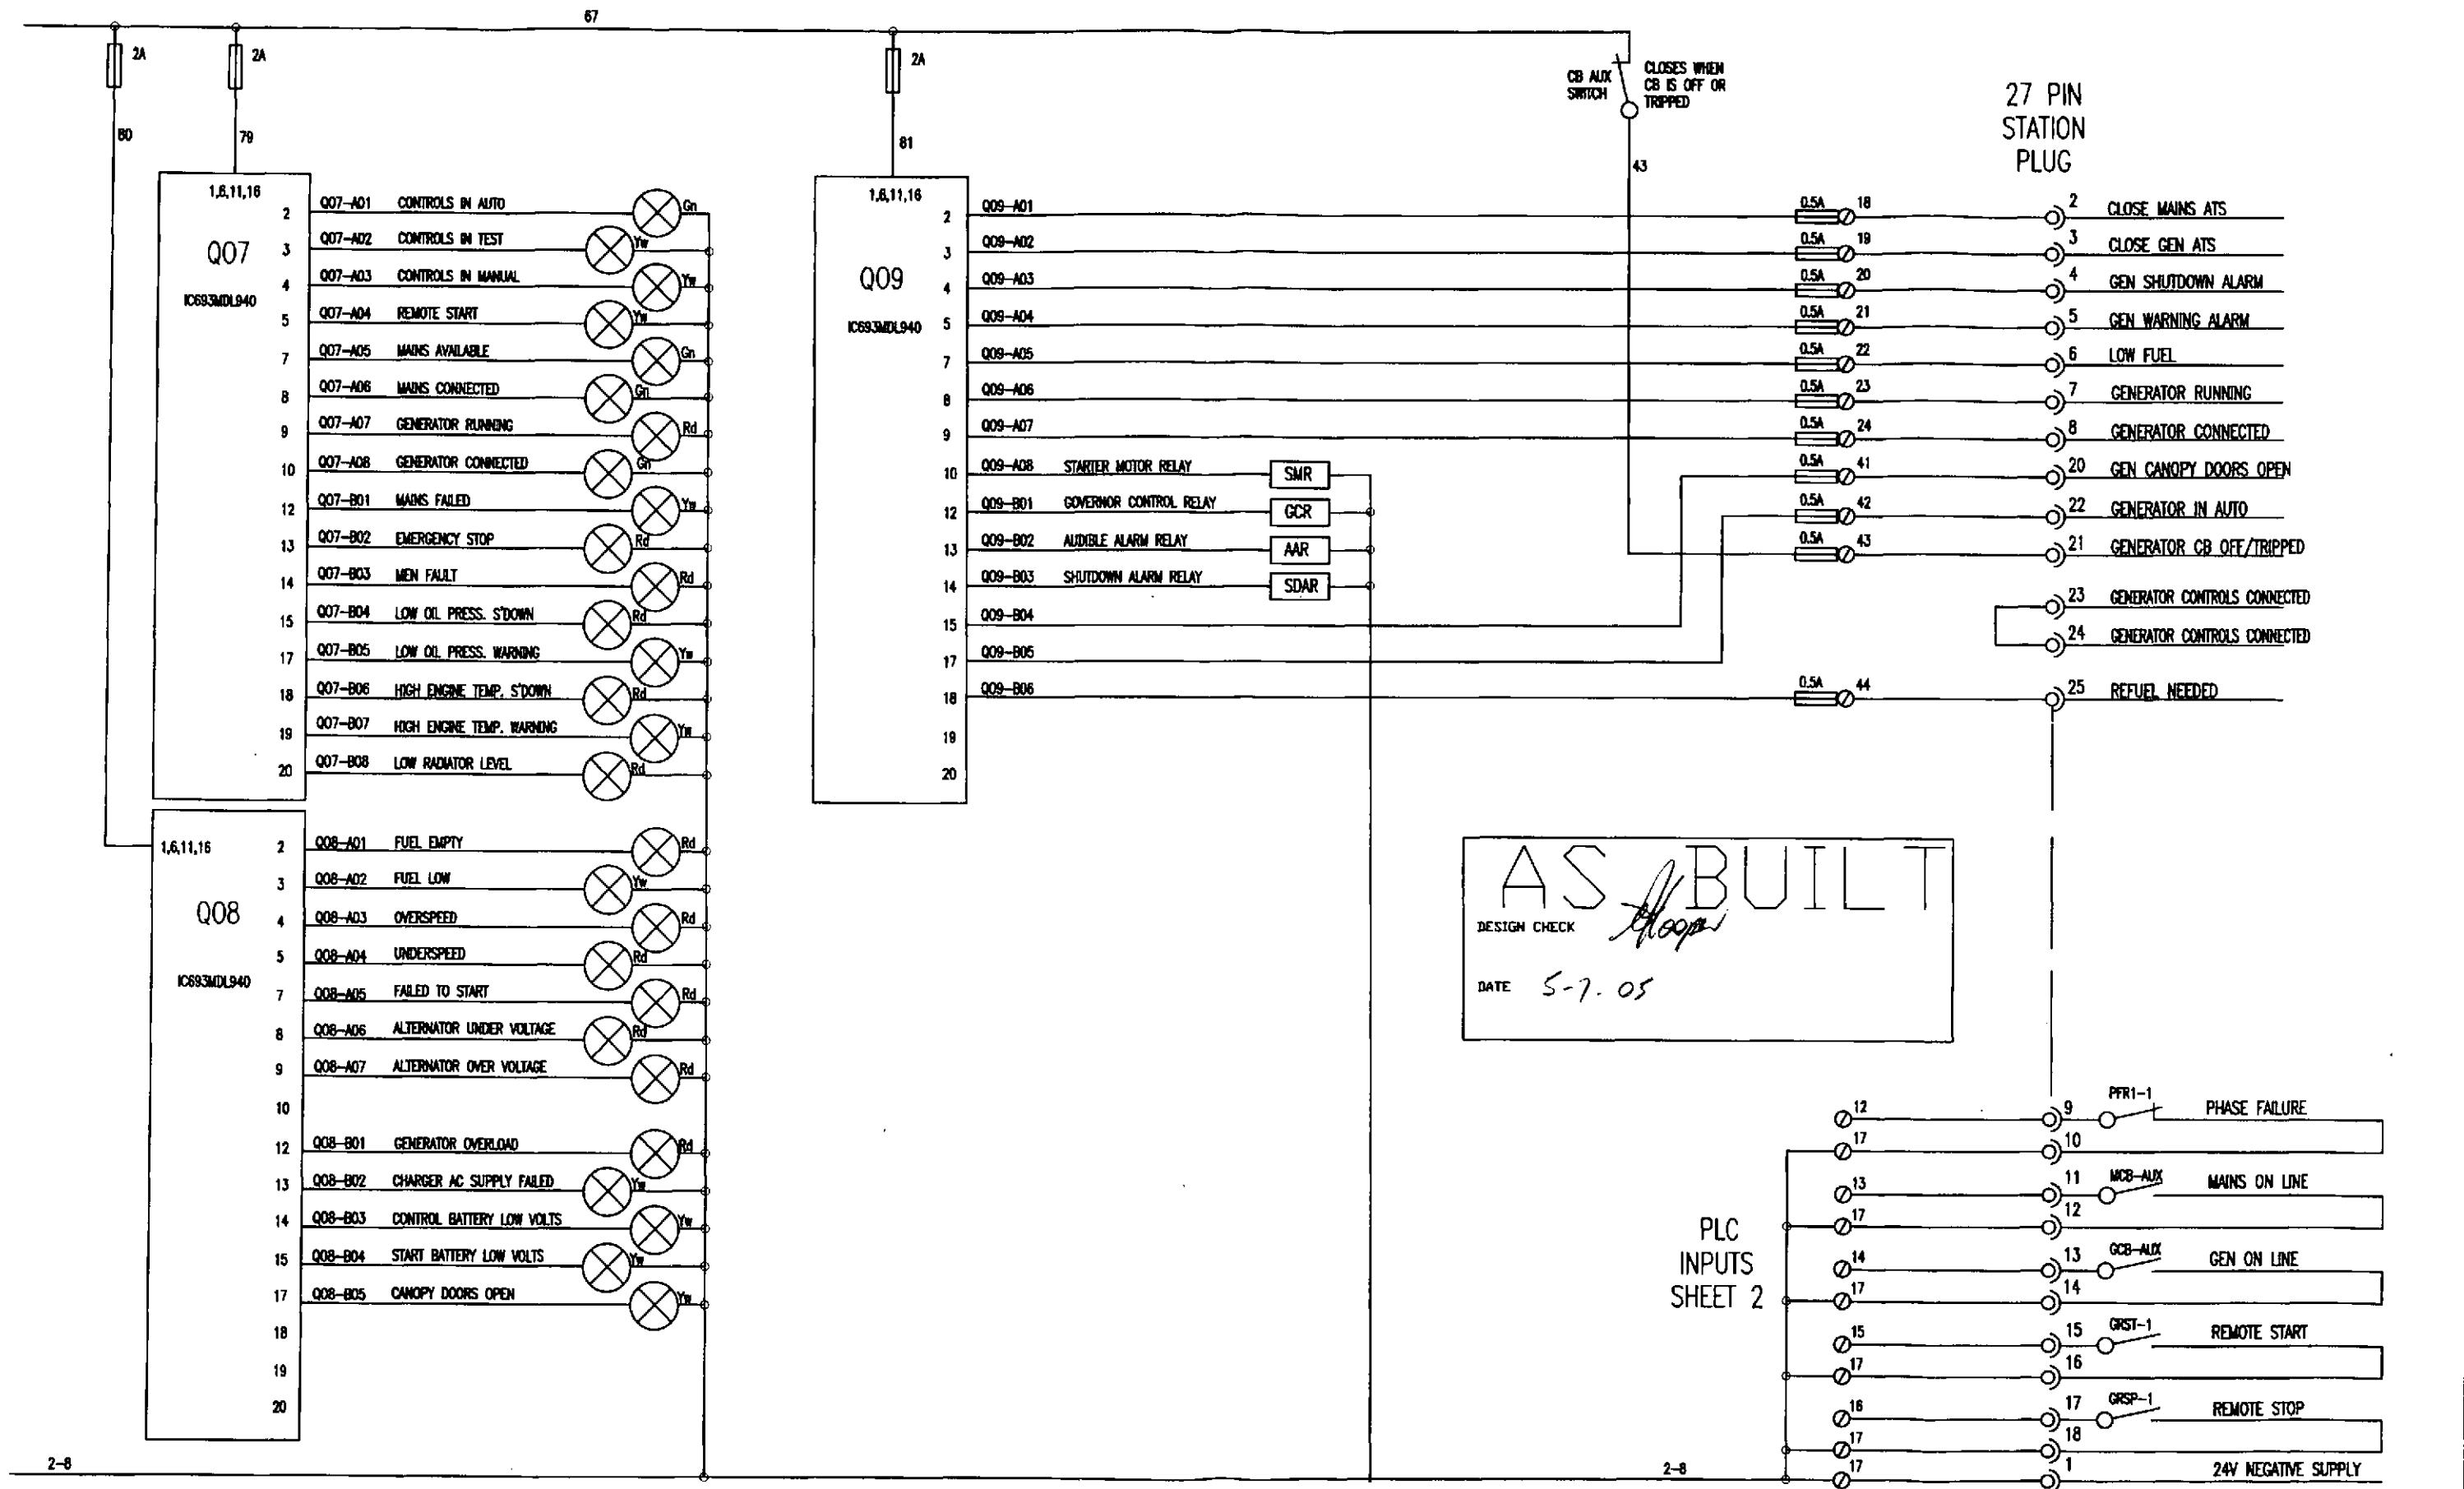 67
2A
2A
2A
80
79
81
CB AUX
SWITCH
CLOSES WHEN
CB IS OFF OR
TRIPPED
43
27 PIN
STATION
PLUG
1,6,11,16
Q07
IC693MDL940
2 Q07-A01 CONTROLS IN AUTO Gn
3 Q07-A02 CONTROLS IN TEST Yw
4 Q07-A03 CONTROLS IN MANUAL Yw
5 Q07-A04 REMOTE START Yw
7 Q07-A05 MAINS AVAILABLE Gn
8 Q07-A06 MAINS CONNECTED Gn
9 Q07-A07 GENERATOR RUNNING Rd
10 Q07-A08 GENERATOR CONNECTED Gn
12 Q07-B01 MAINS FAILED Yw
13 Q07-B02 EMERGENCY STOP Rd
14 Q07-B03 MEN FAULT Rd
15 Q07-B04 LOW OIL PRESS. S'DOWN Rd
17 Q07-B05 LOW OIL PRESS. WARNING Yw
18 Q07-B06 HIGH ENGINE TEMP. S'DOWN Rd
19 Q07-B07 HIGH ENGINE TEMP. WARNING Yw
20 Q07-B08 LOW RADIATOR LEVEL Rd
1,6,11,16
Q08
IC693MDL940
2 Q08-A01 FUEL EMPTY Rd
3 Q08-A02 FUEL LOW Yw
4 Q08-A03 OVERSPEED Rd
5 Q08-A04 UNDERSPEED Rd
7 Q08-A05 FAILED TO START Rd
8 Q08-A06 ALTERNATOR UNDER VOLTAGE Rd
9 Q08-A07 ALTERNATOR OVER VOLTAGE Rd
10
12 Q08-B01 GENERATOR OVERLOAD Rd
13 Q08-B02 CHARGER AC SUPPLY FAILED Yw
14 Q08-B03 CONTROL BATTERY LOW VOLTS Yw
15 Q08-B04 START BATTERY LOW VOLTS Yw
17 Q08-B05 CANOPY DOORS OPEN Yw
18
19
20
2-8
1,6,11,16
Q09
IC693MDL940
2 Q09-A01 0.5A 18 2 CLOSE MAINS ATS
3 Q09-A02 0.5A 19 3 CLOSE GEN ATS
4 Q09-A03 0.5A 20 4 GEN SHUTDOWN ALARM
5 Q09-A04 0.5A 21 5 GEN WARNING ALARM
7 Q09-A05 0.5A 22 6 LOW FUEL
8 Q09-A06 0.5A 23 7 GENERATOR RUNNING
9 Q09-A07 0.5A 24 8 GENERATOR CONNECTED
10 Q09-A08 STARTER MOTOR RELAY SMR
12 Q09-B01 GOVERNOR CONTROL RELAY GCR
13 Q09-B02 AUDIBLE ALARM RELAY AAR
14 Q09-B03 SHUTDOWN ALARM RELAY SDAR
15 Q09-B04
17 Q09-B05
18 Q09-B06
19
20
0.5A 41 20 GEN CANOPY DOORS OPEN
0.5A 42 22 GENERATOR IN AUTO
0.5A 43 21 GENERATOR CB OFF/TRIPPED
23 GENERATOR CONTROLS CONNECTED
24 GENERATOR CONTROLS CONNECTED
0.5A 44 25 REFUEL NEEDED
AS BUILT
DESIGN CHECK
DATE 5-7-05
PLC
INPUTS
SHEET 2
12 9 PFR1-1 PHASE FAILURE
17 10
13 11 MCB-AUX MAINS ON LINE
17 12
14 13 GCB-AUX GEN ON LINE
17 14
15 15 GRST-1 REMOTE START
17 16
16 17 GRSP-1 REMOTE STOP
17 18
2-8 17 1 24V NEGATIVE SUPPLY